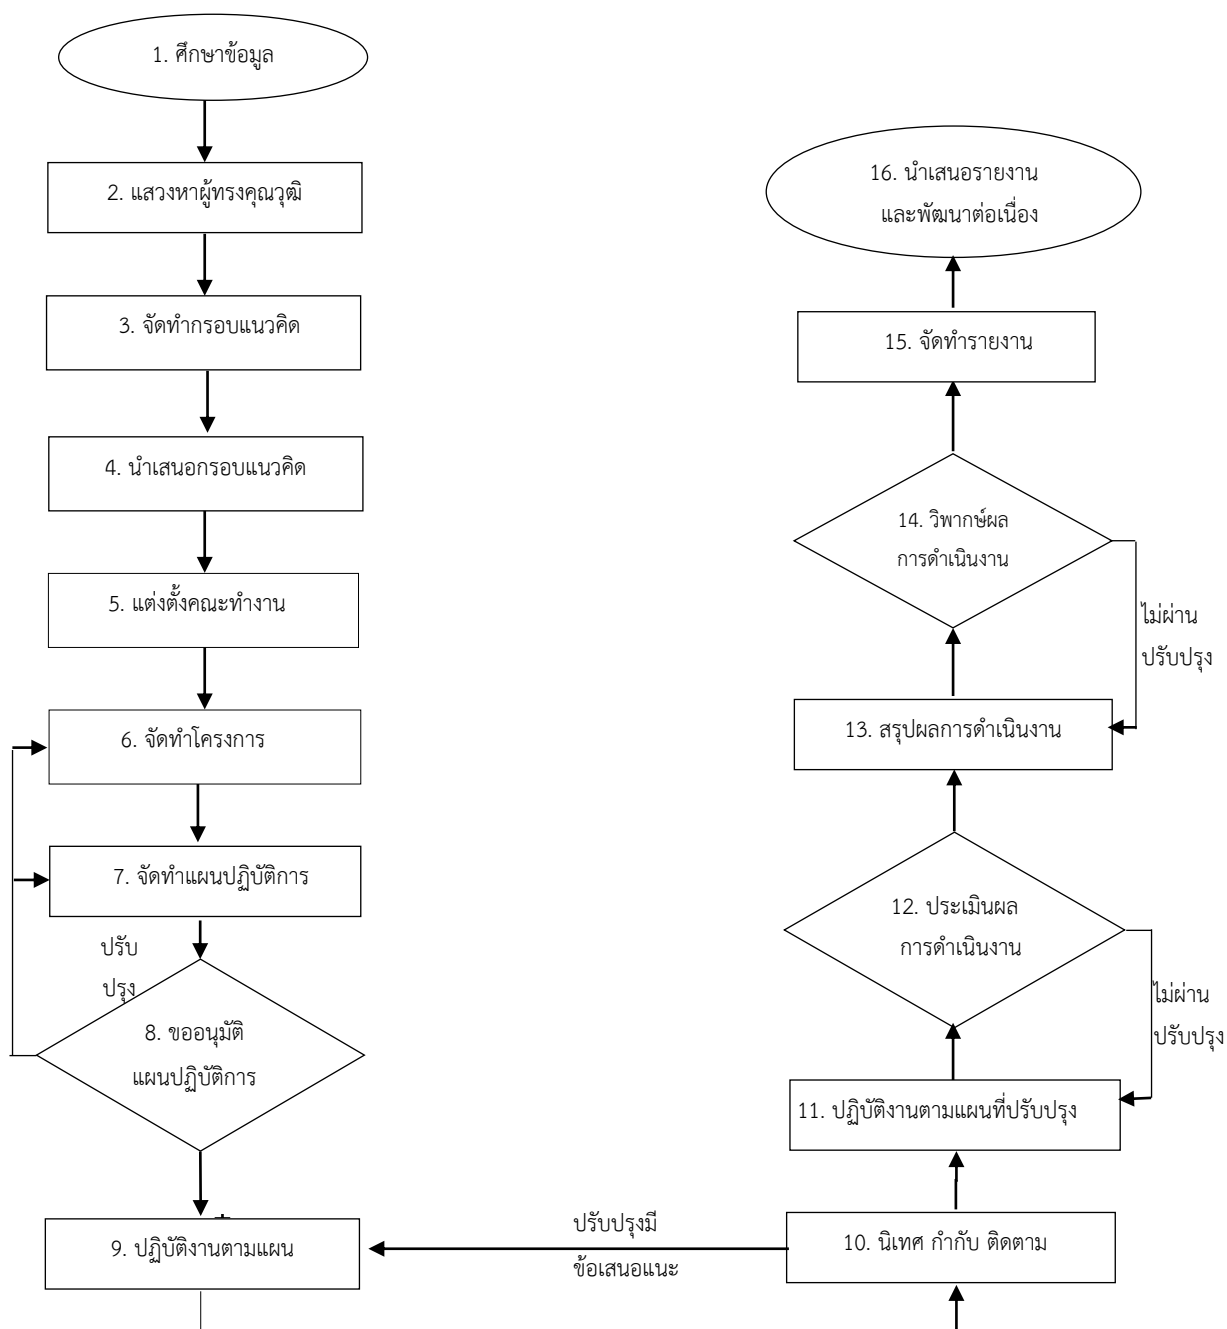 1. ศึกษาข้อมูล
2. แสวงหาผู้ทรงคุณวุฒิ
3. จัดทำกรอบแนวคิด
4. นำเสนอกรอบแนวคิด
5. แต่งตั้งคณะทำงาน
6. จัดทำโครงการ
7. จัดทำแผนปฏิบัติการ
ปรับ
ปรุง
8. ขออนุมัติ
แผนปฏิบัติการ
9. ปฏิบัติงานตามแผน
ปรับปรุงมี
ข้อเสนอแนะ
10. นิเทศ กำกับ ติดตาม
11. ปฏิบัติงานตามแผนที่ปรับปรุง
ไม่ผ่าน
ปรับปรุง
12. ประเมินผล
การดำเนินงาน
13. สรุปผลการดำเนินงาน
ไม่ผ่าน
ปรับปรุง
14. วิพากษ์ผล
การดำเนินงาน
15. จัดทำรายงาน
16. นำเสนอรายงาน
และพัฒนาต่อเนื่อง